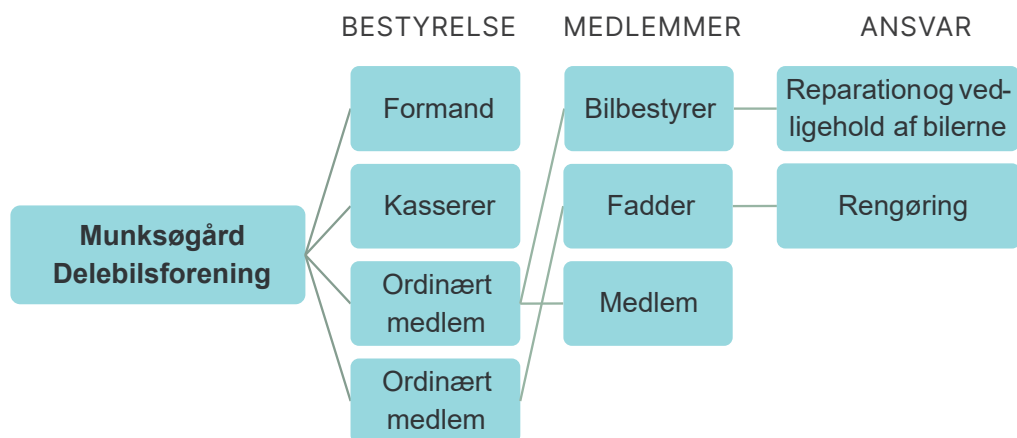 BESTYRELSE
MEDLEMMER
ANSVAR
Munksøgård
Delebilsforening
Formand
Kasserer
Ordinært
medlem
Ordinært
medlem
Bilbestyrer
Fadder
Medlem
Reparationog ved-
ligehold af bilerne
Rengøring